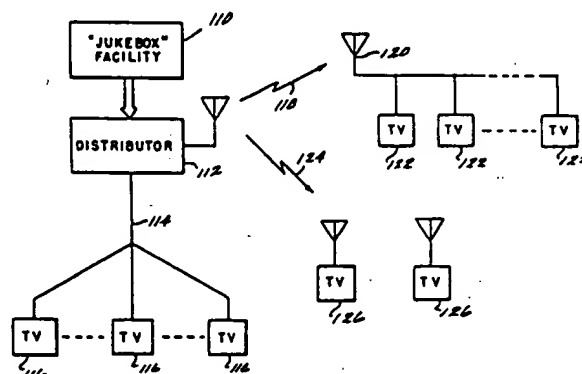 "JUKEBOX" FACILITY
110
DISTRIBUTOR
112
114
TV
TV
TV
116
116
116
118
120
TV
TV
TV
122
122
124
TV
TV
126
126